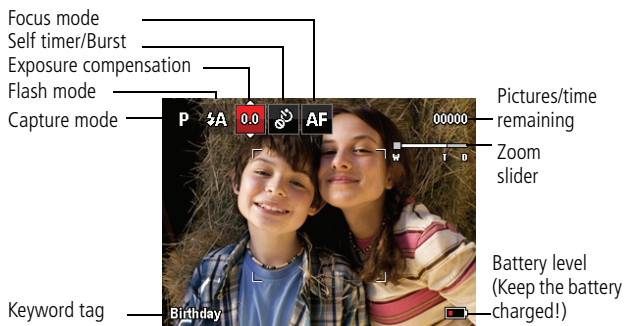 Focus mode
Self timer/Burst
Exposure compensation
Flash mode
Capture mode
P
A
0.0
AF
00000
W
T
D
Pictures/time
remaining
Zoom
slider
Battery level
(Keep the battery
charged!)
Keyword tag
Birthday